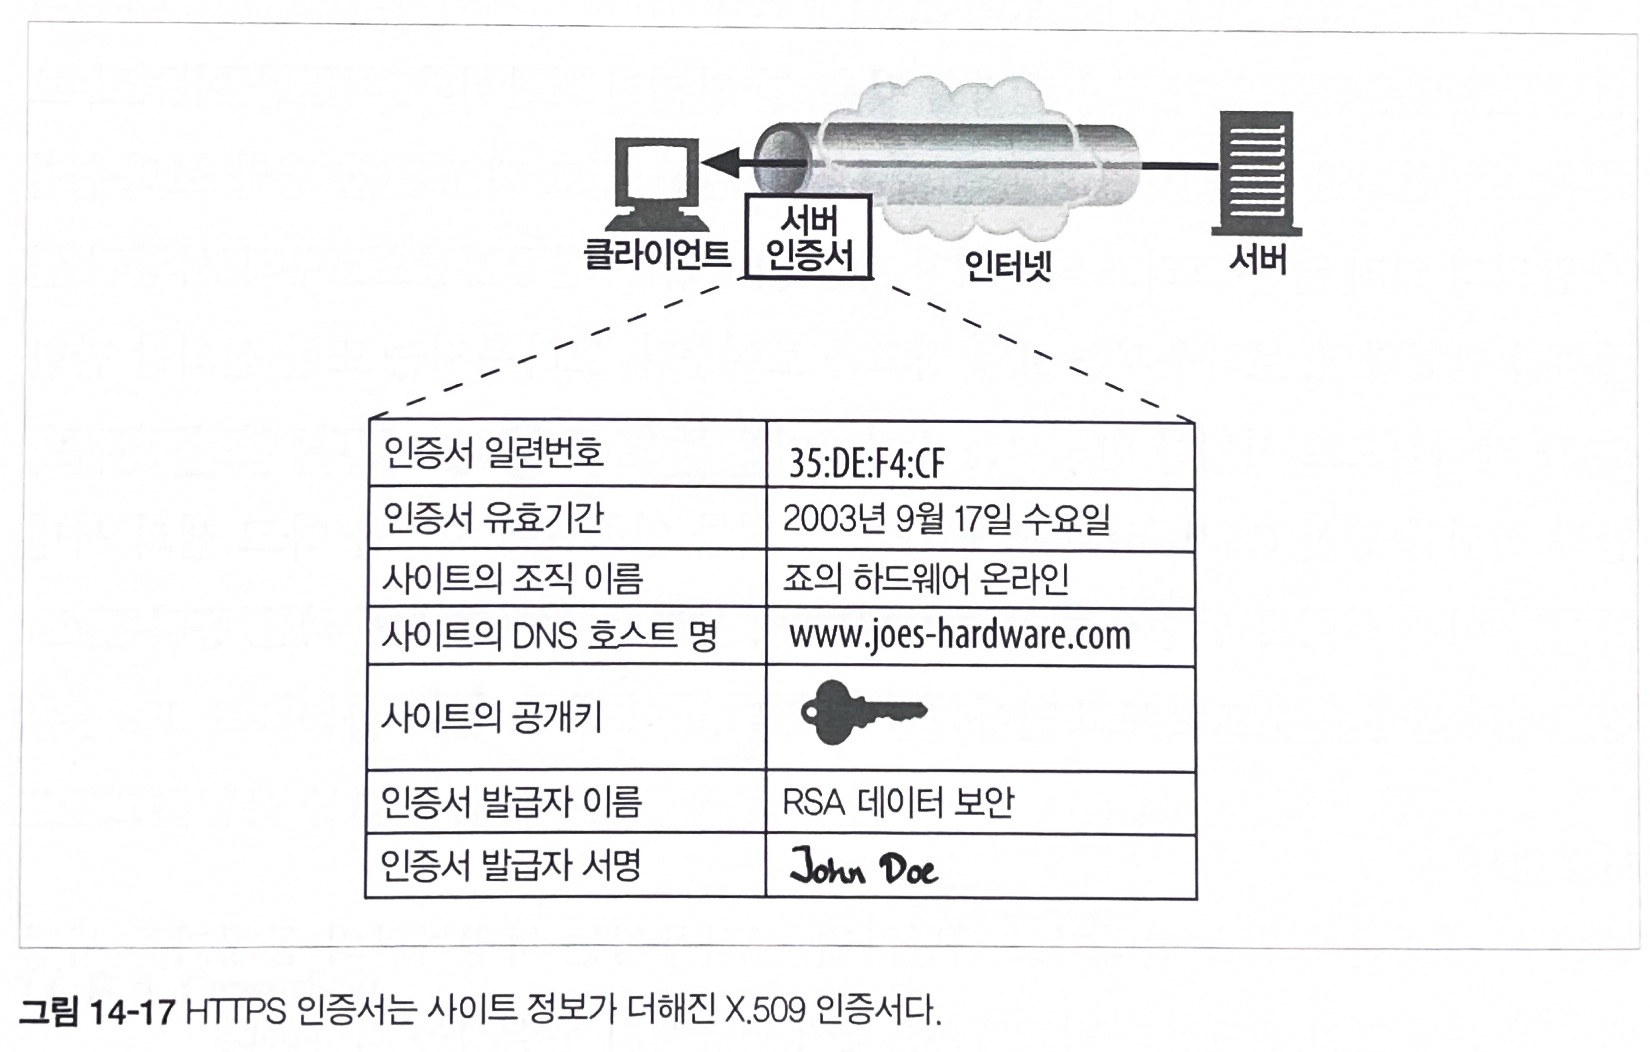 클라이언트
서버
인증서
인터넷
서버
인증서 일련번호 35:DE:F4:CF
인증서 유효기간 2003년 9월 17일 수요일
사이트의 조직 이름 죠의 하드웨어 온라인
사이트의 DNS 호스트 명 www.joes-hardware.com
사이트의 공개키
인증서 발급자 이름 RSA 데이터 보안
인증서 발급자 서명 John Doe
그림 14-17 HTTPS 인증서는 사이트 정보가 더해진 X.509 인증서다.